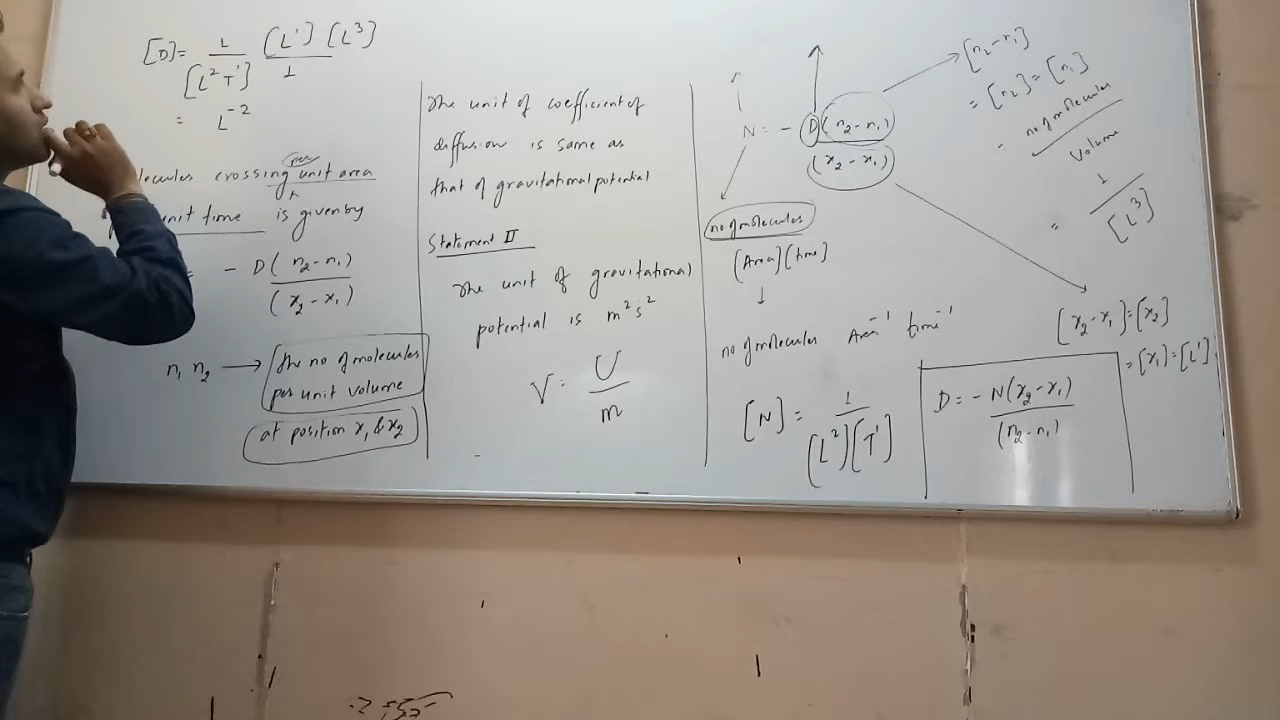 [D]= L/[L² T¹] [L¹] [L³]/1
= L⁻²
lecules crossing per unit area
unit time is given by
= - D(n₂-n₁)/(x₂-x₁)
n₁ n₂ → the no of molecules
per unit volume
at position x₁ & x₂
The unit of coefficient of
diffusion is same as
that of gravitational potential
Statement II
The unit of gravitational
potential is m² s²
V = U/m
N = - D(n₂-n₁)/(x₂-x₁)
no of molecules
[Area][time]
↓
no of molecules Area⁻¹ time⁻¹
[N] = 1/[L²][T¹]
[n₂-n₁]
= [n₂] = [n₁]
= no of molecules/volume
= 1/[L³]
[x₂-x₁] = [x₂]
= [x₁] = [L¹]
D = - N(x₂-x₁)/(n₂-n₁)